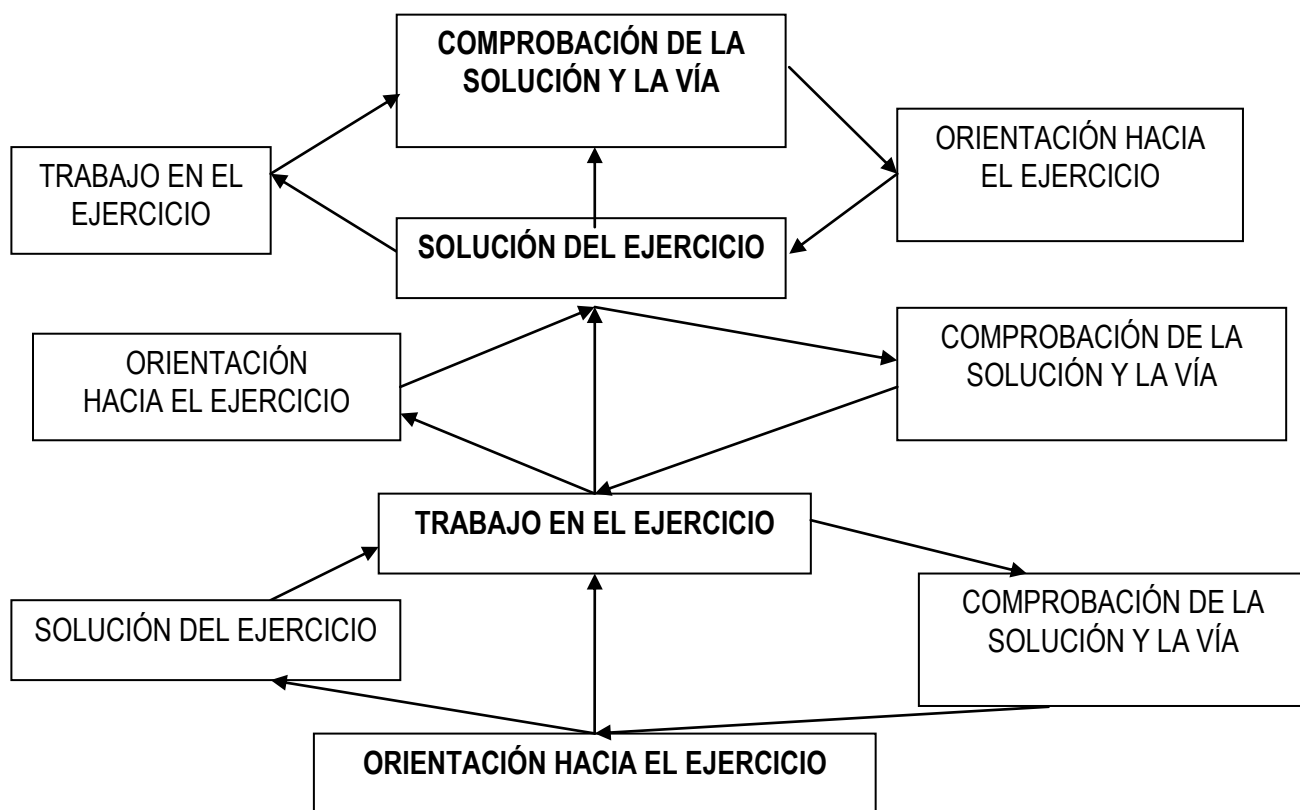 COMPROBACIÓN DE LA
SOLUCIÓN Y LA VÍA
ORIENTACIÓN HACIA
EL EJERCICIO
TRABAJO EN EL
EJERCICIO
SOLUCIÓN DEL EJERCICIO
ORIENTACIÓN
HACIA EL EJERCICIO
COMPROBACIÓN DE LA
SOLUCIÓN Y LA VÍA
TRABAJO EN EL EJERCICIO
SOLUCIÓN DEL EJERCICIO
COMPROBACIÓN DE LA
SOLUCIÓN Y LA VÍA
ORIENTACIÓN HACIA EL EJERCICIO